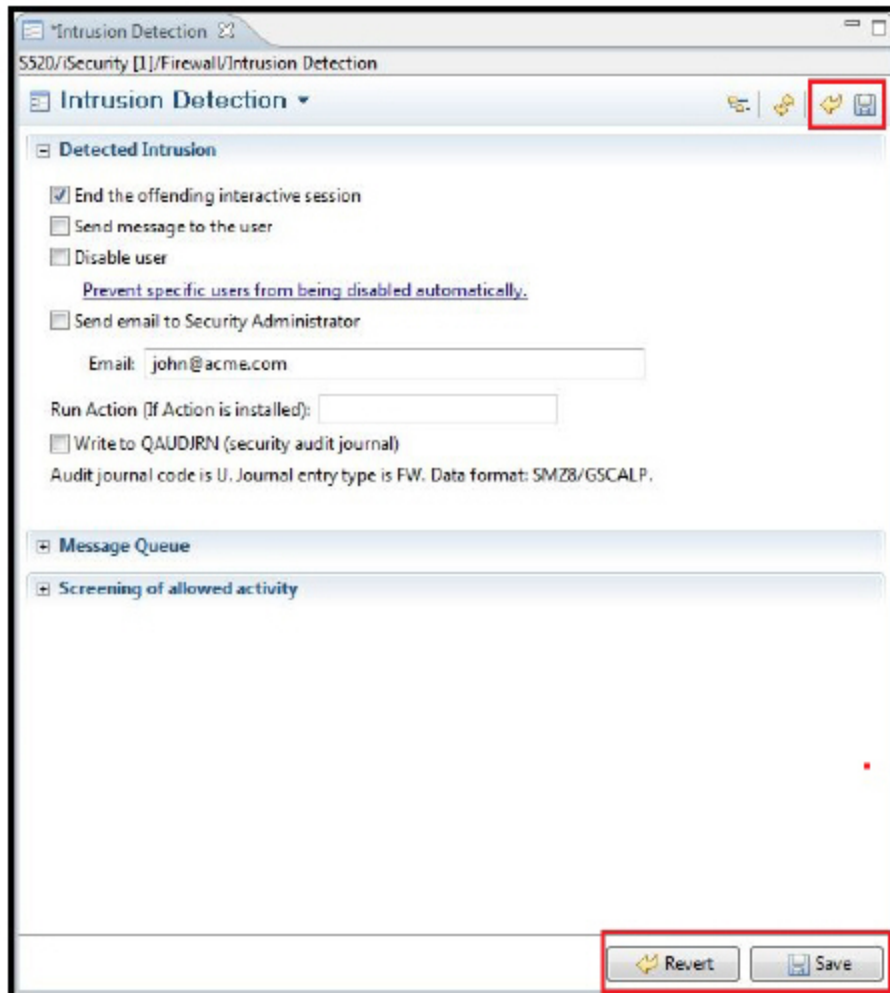 *Intrusion Detection
S520/iSecurity [1]/Firewall/Intrusion Detection
Intrusion Detection
Detected Intrusion
End the offending interactive session
Send message to the user
Disable user
Prevent specific users from being disabled automatically.
Send email to Security Administrator
Email: john@acme.com
Run Action (If Action is installed):
Write to QAUDJRN (security audit journal)
Audit journal code is U. Journal entry type is FW. Data format: SMZ8/GSCALP.
Message Queue
Screening of allowed activity
Revert Save